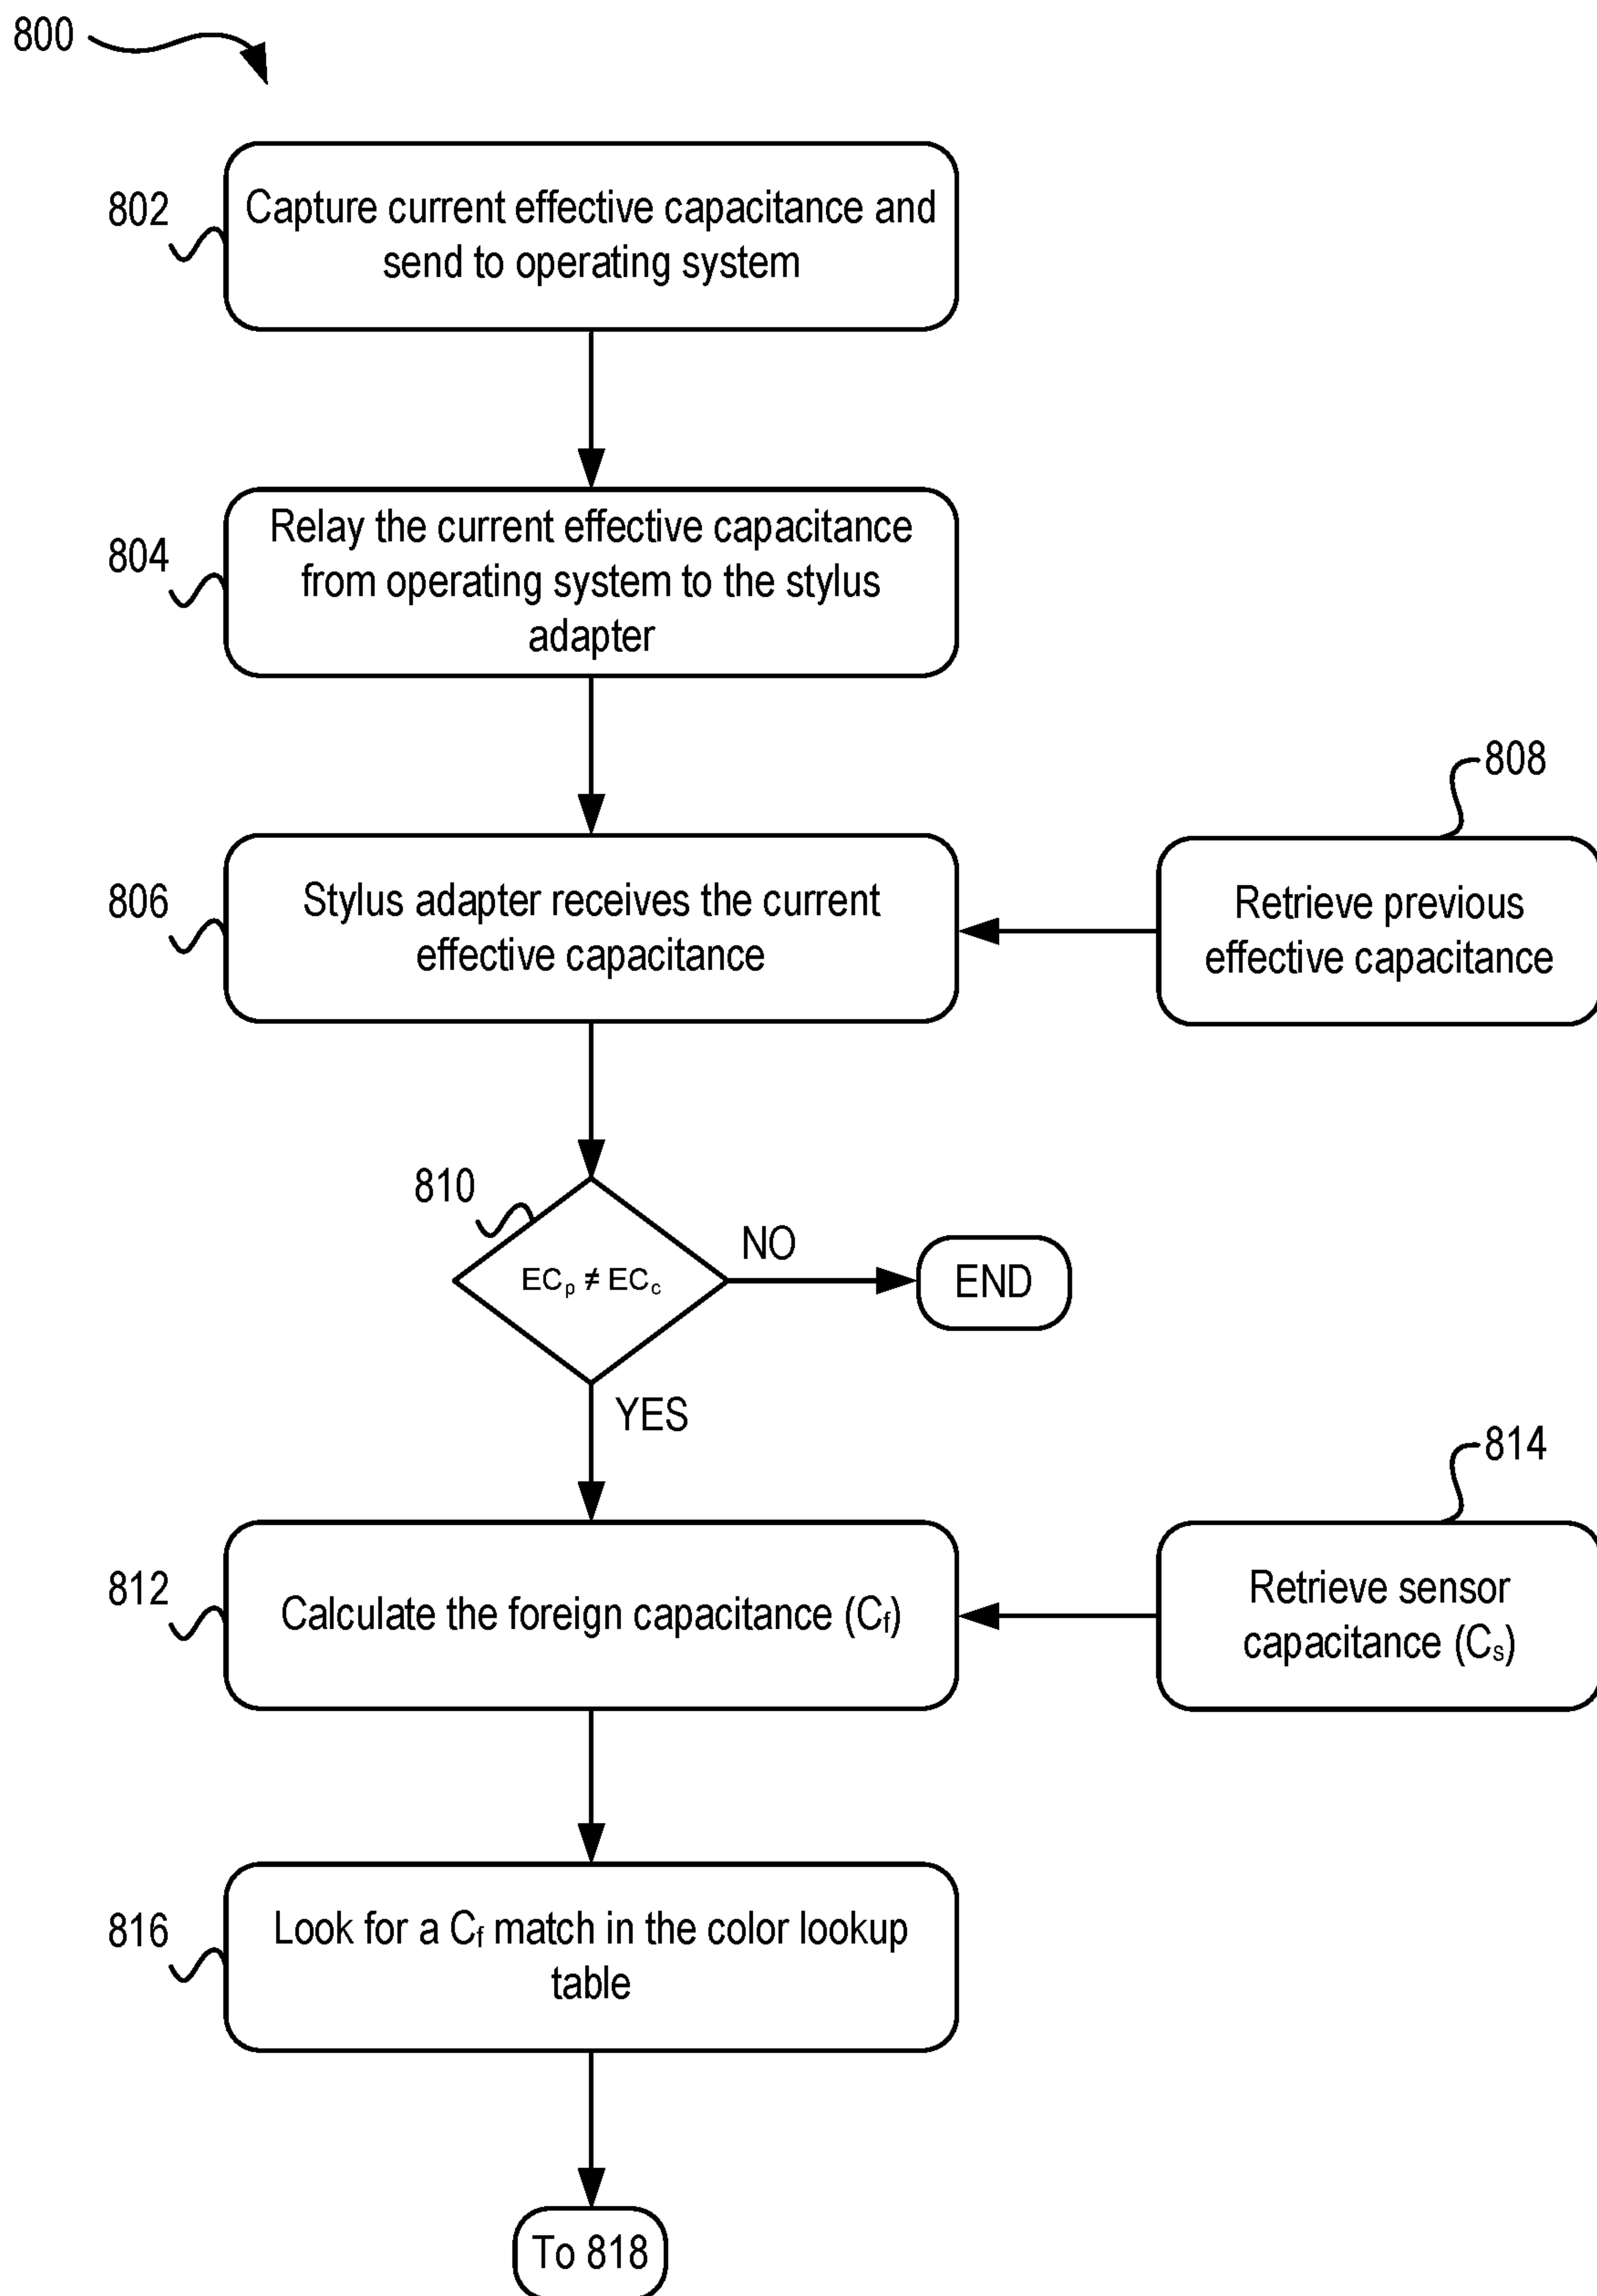 800
802
Capture current effective capacitance and
send to operating system
804
Relay the current effective capacitance
from operating system to the stylus
adapter
808
806
Stylus adapter receives the current
effective capacitance
Retrieve previous
effective capacitance
810
ECp ≠ ECc
NO
END
YES
814
812
Calculate the foreign capacitance (Cf)
Retrieve sensor
capacitance (Cs)
816
Look for a Cf match in the color lookup
table
To 818